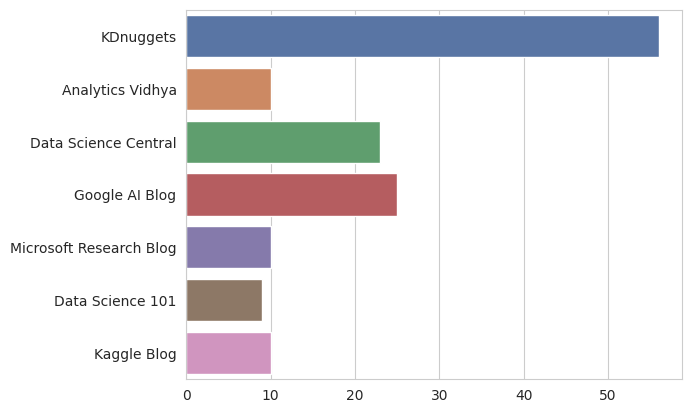 KDnuggets
Analytics Vidhya
Data Science Central
Google AI Blog
Microsoft Research Blog
Data Science 101
Kaggle Blog
0 10 20 30 40 50